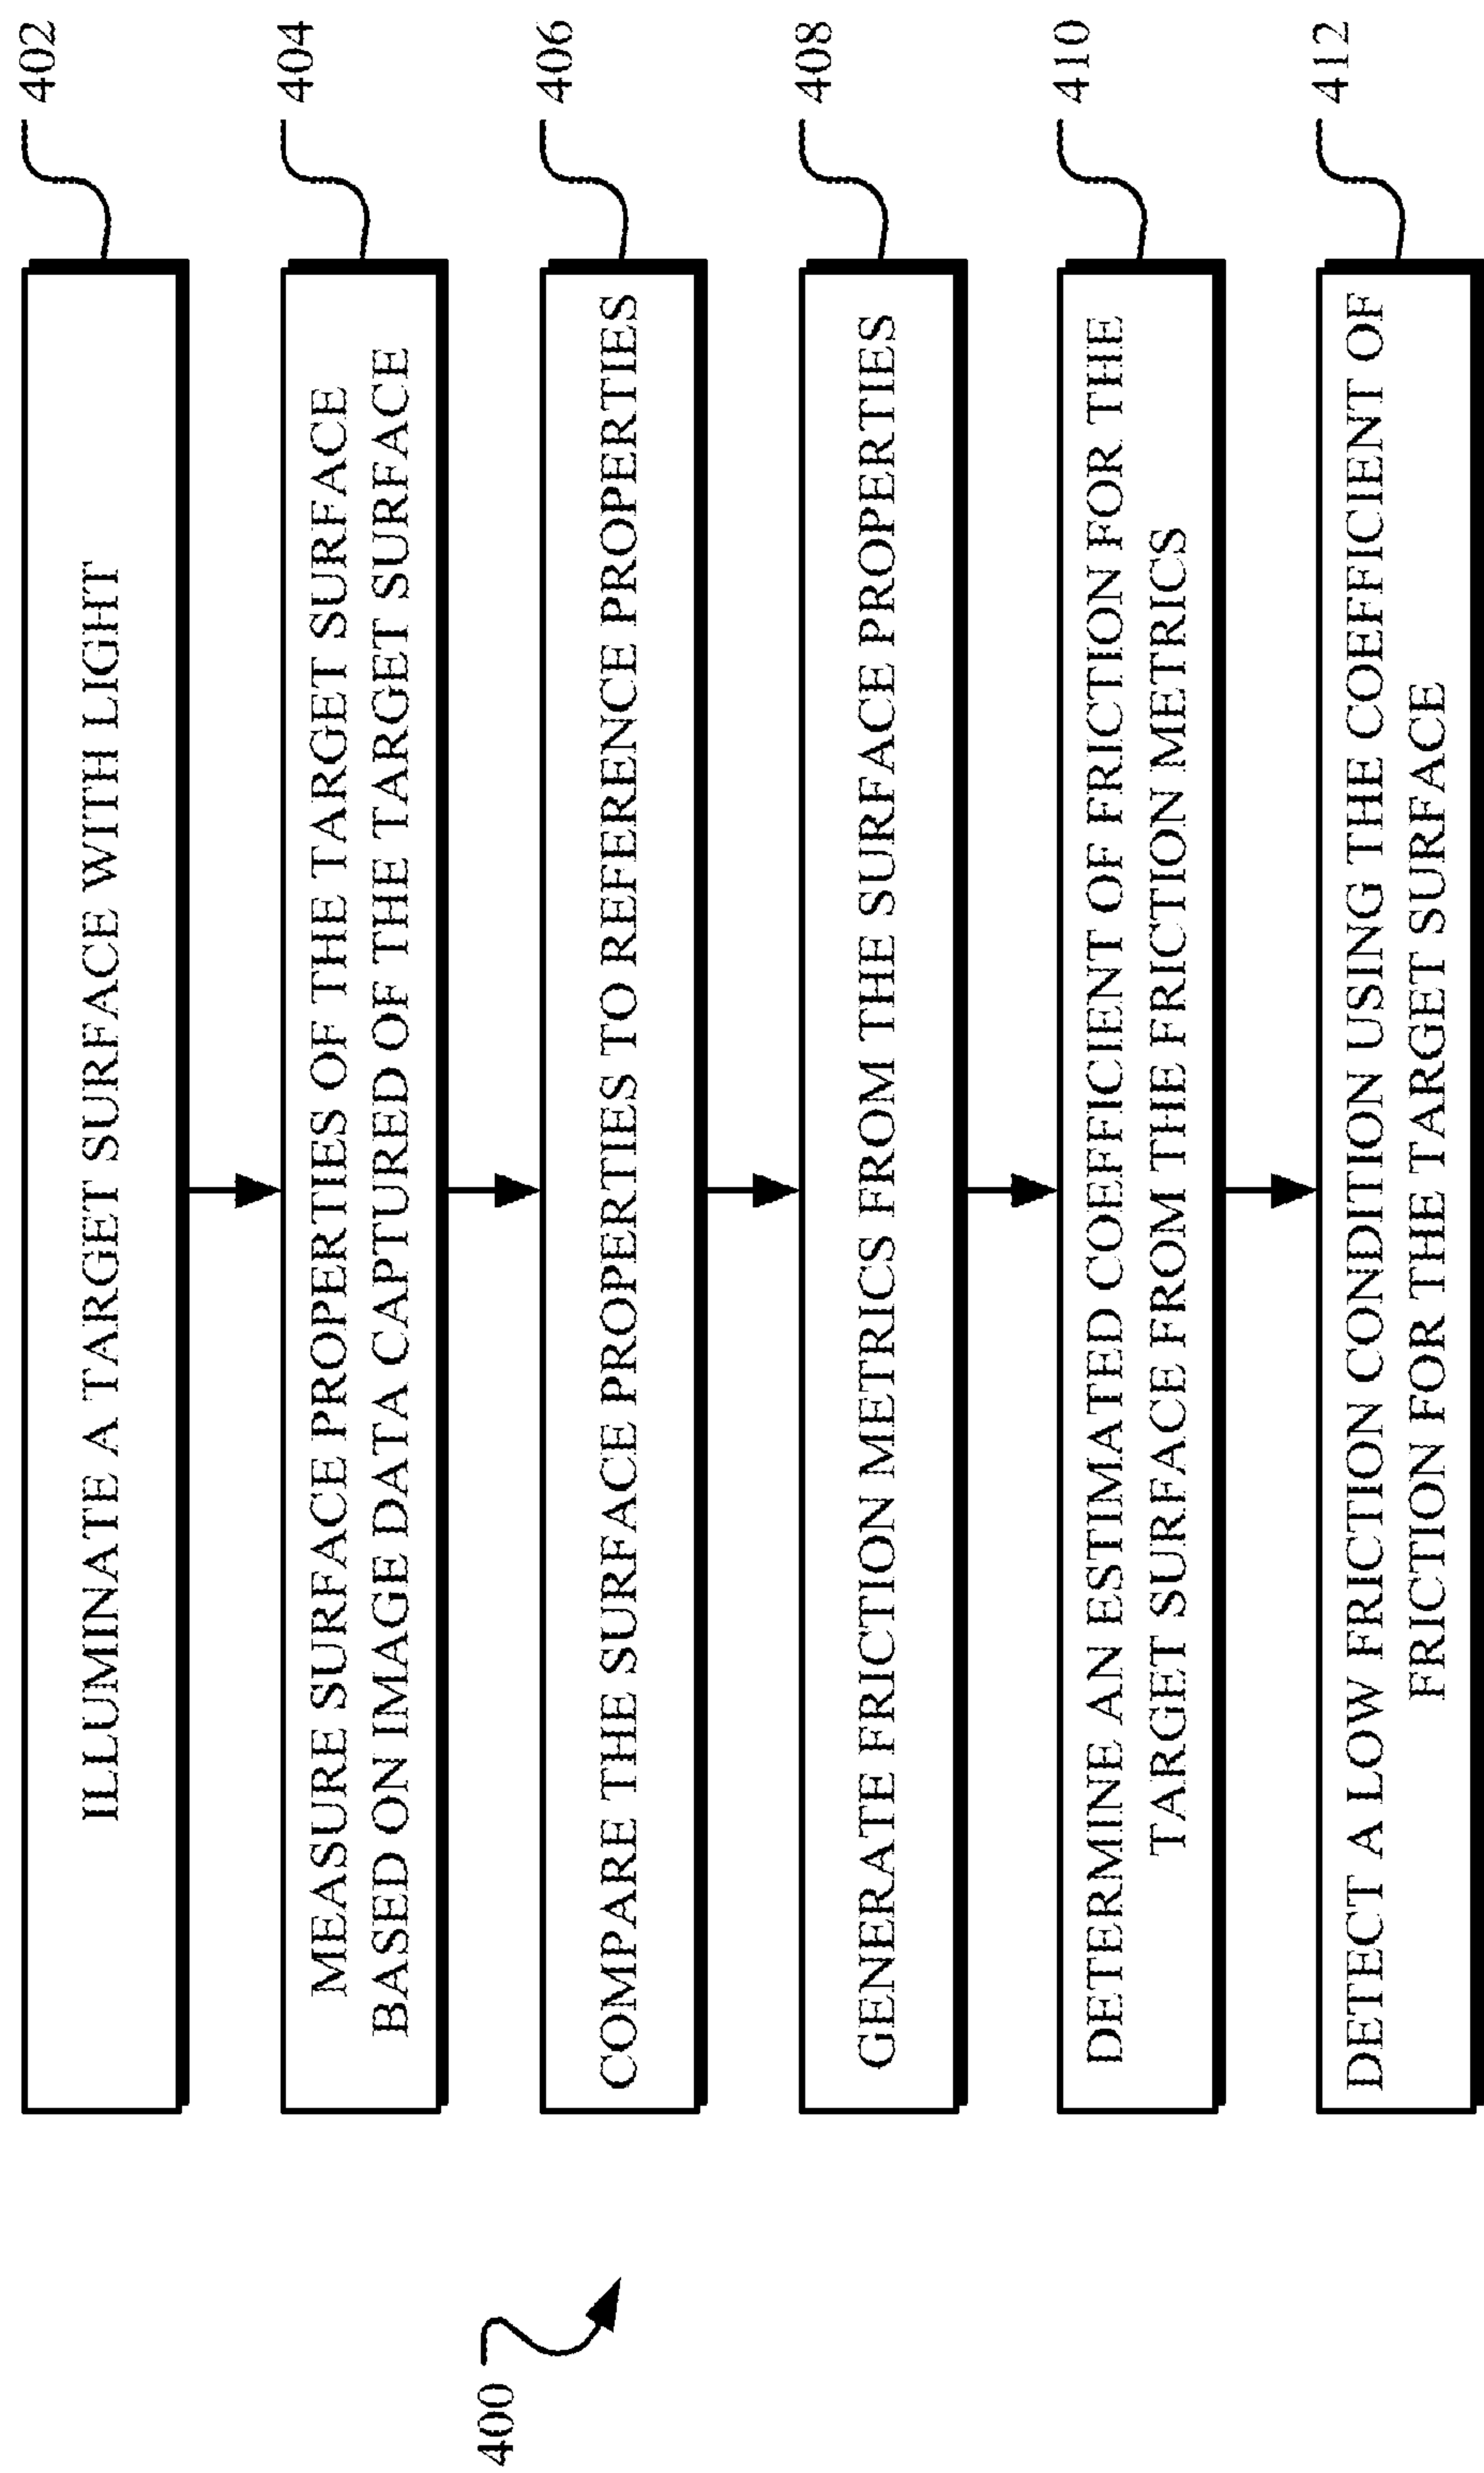 402
ILLUMINATE A TARGET SURFACE WITH LIGHT
404
MEASURE SURFACE PROPERTIES OF THE TARGET SURFACE
BASED ON IMAGE DATA CAPTURED OF THE TARGET SURFACE
406
COMPARE THE SURFACE PROPERTIES TO REFERENCE PROPERTIES
408
GENERATE FRICTION METRICS FROM THE SURFACE PROPERTIES
410
DETERMINE AN ESTIMATED COEFFICIENT OF FRICTION FOR THE
TARGET SURFACE FROM THE FRICTION METRICS
412
DETECT A LOW FRICTION CONDITION USING THE COEFFICIENT OF
FRICTION FOR THE TARGET SURFACE
400